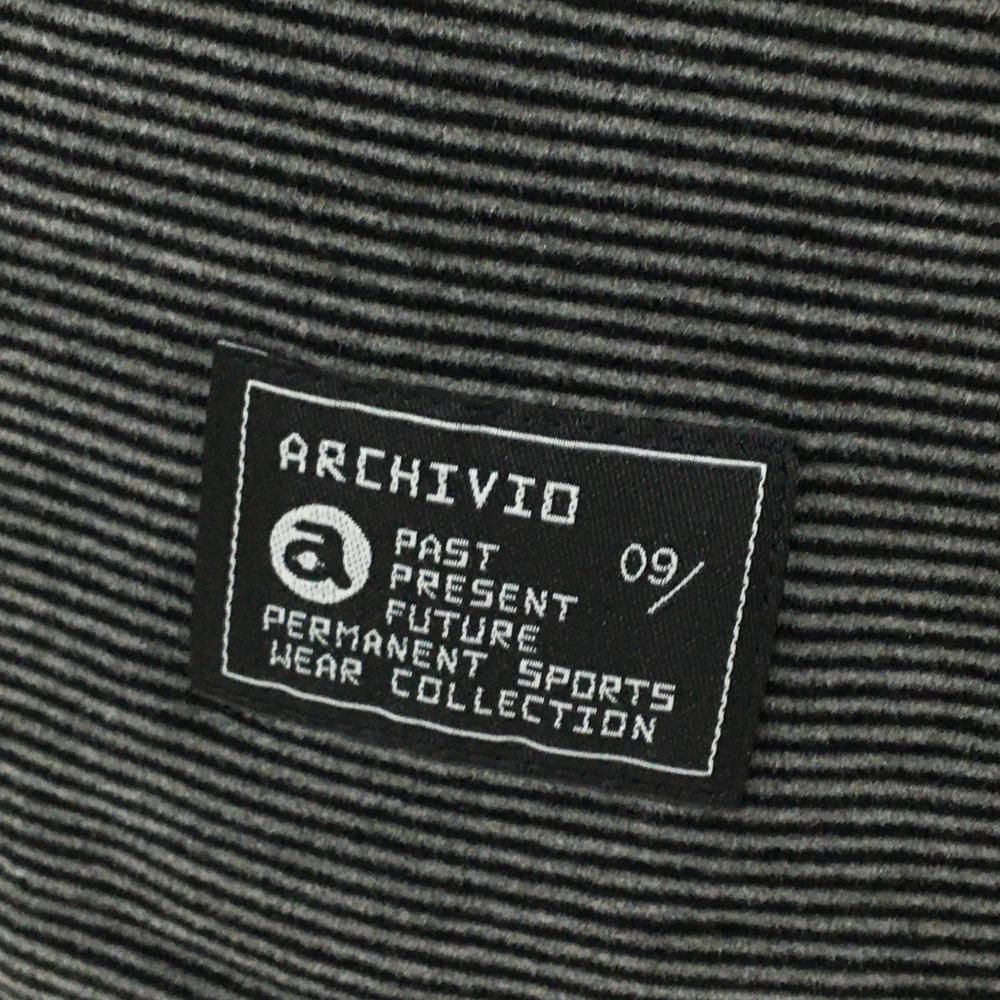 ARCHIVIO
a
PAST
PRESENT
FUTURE
09/
PERMANENT SPORTS
WEAR COLLECTION